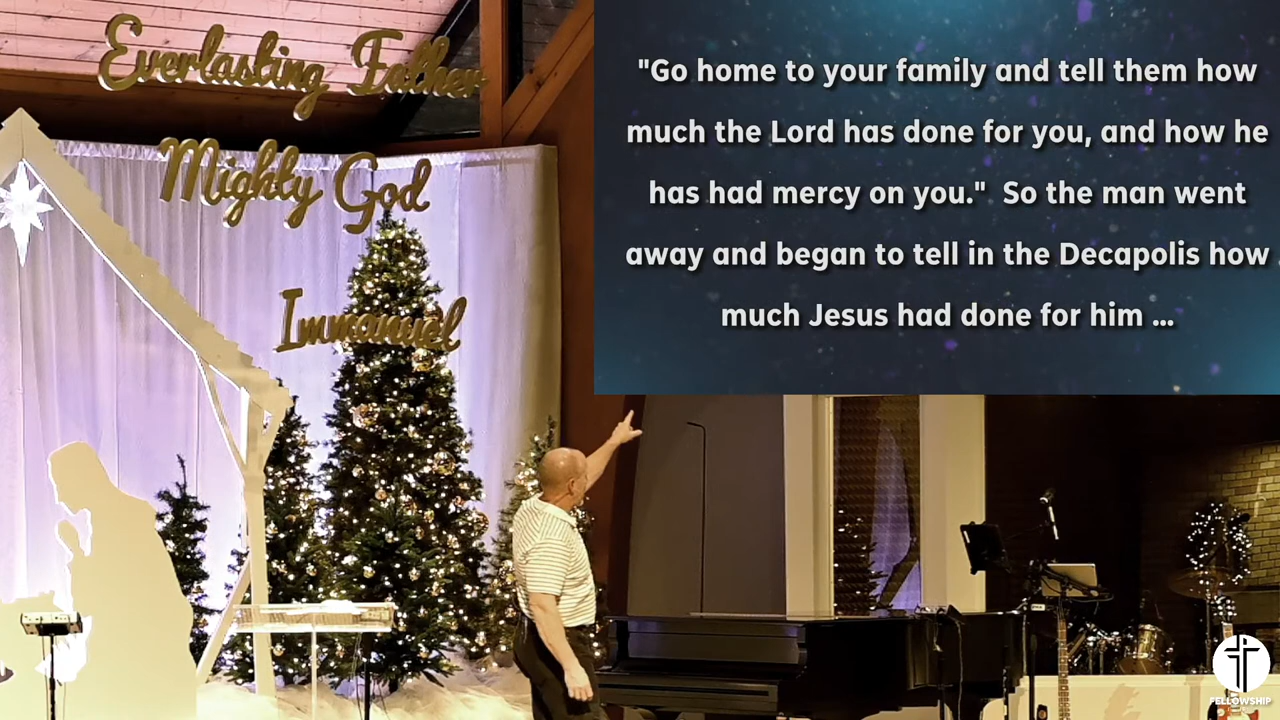 Everlasting Father
Mighty God
Immanuel
"Go home to your family and tell them how
much the Lord has done for you, and how he
has had mercy on you."  So the man went
away and began to tell in the Decapolis how
much Jesus had done for him ...
FELLOWSHIP